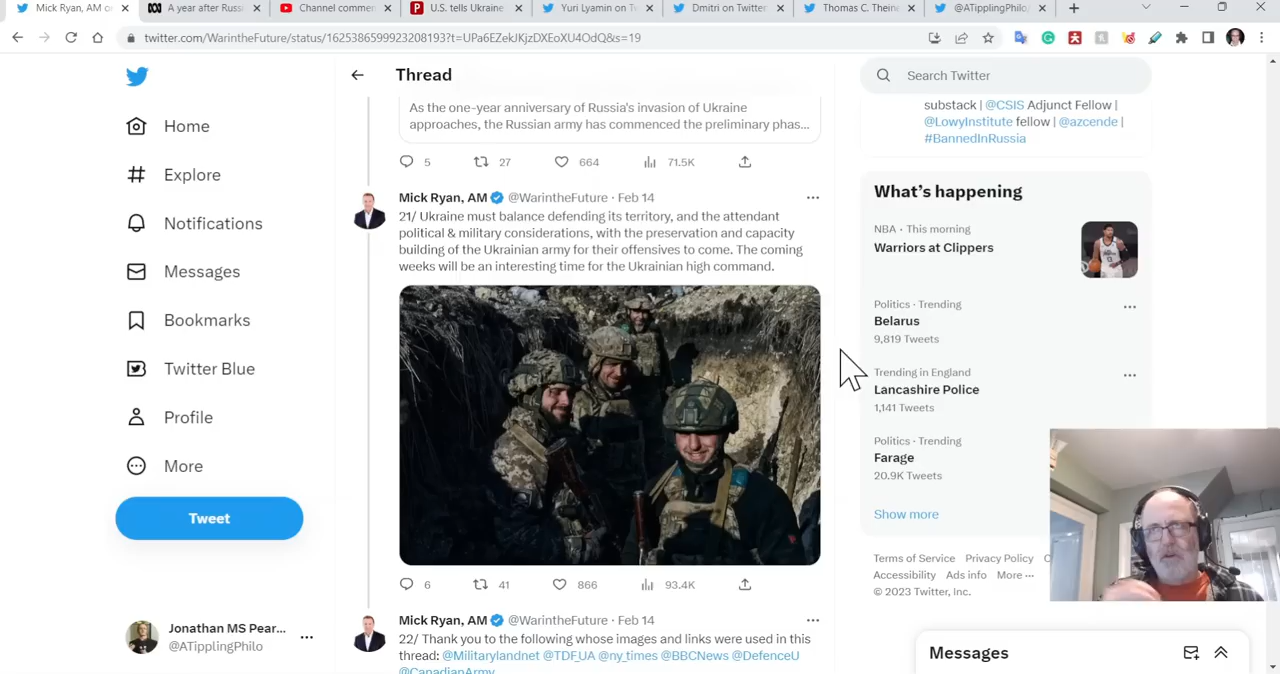 Mick Ryan, AM o
A year after Russi
Channel commen
U.S. tells Ukraine
Yuri Lyamin on T
Dmitri on Twitter
Thomas C. Theine
@ATipplingPhilo
twitter.com/WarintheFuture/status/1625386599923208193?t=UPa6EZekJKjzDXEoXU4OdQ&s=19
Home
Explore
Notifications
Messages
Bookmarks
Twitter Blue
Profile
More
Tweet
Jonathan MS Pear...
@ATipplingPhilo
Thread
As the one-year anniversary of Russia's invasion of Ukraine
approaches, the Russian army has commenced the preliminary phas...
5 27 664 71.5K
Mick Ryan, AM @WarintheFuture · Feb 14
21/ Ukraine must balance defending its territory, and the attendant
political & military considerations, with the preservation and capacity
building of the Ukrainian army for their offensives to come. The coming
weeks will be an interesting time for the Ukrainian high command.
6 41 866 93.4K
Mick Ryan, AM @WarintheFuture · Feb 14
22/ Thank you to the following whose images and links were used in this
thread: @Militarylandnet @TDF_UA @ny_times @BBCNews @DefenceU
@CanadianArmy
Search Twitter
substack | @CSIS Adjunct Fellow |
@LowyInstitute fellow | @azcende |
#BannedInRussia
What's happening
NBA · This morning
Warriors at Clippers
Politics · Trending
Belarus
9,819 Tweets
Trending in England
Lancashire Police
1,141 Tweets
Politics · Trending
Farage
20.9K Tweets
Show more
Terms of Service Privacy Policy C
Accessibility Ads info More ...
© 2023 Twitter, Inc.
Messages